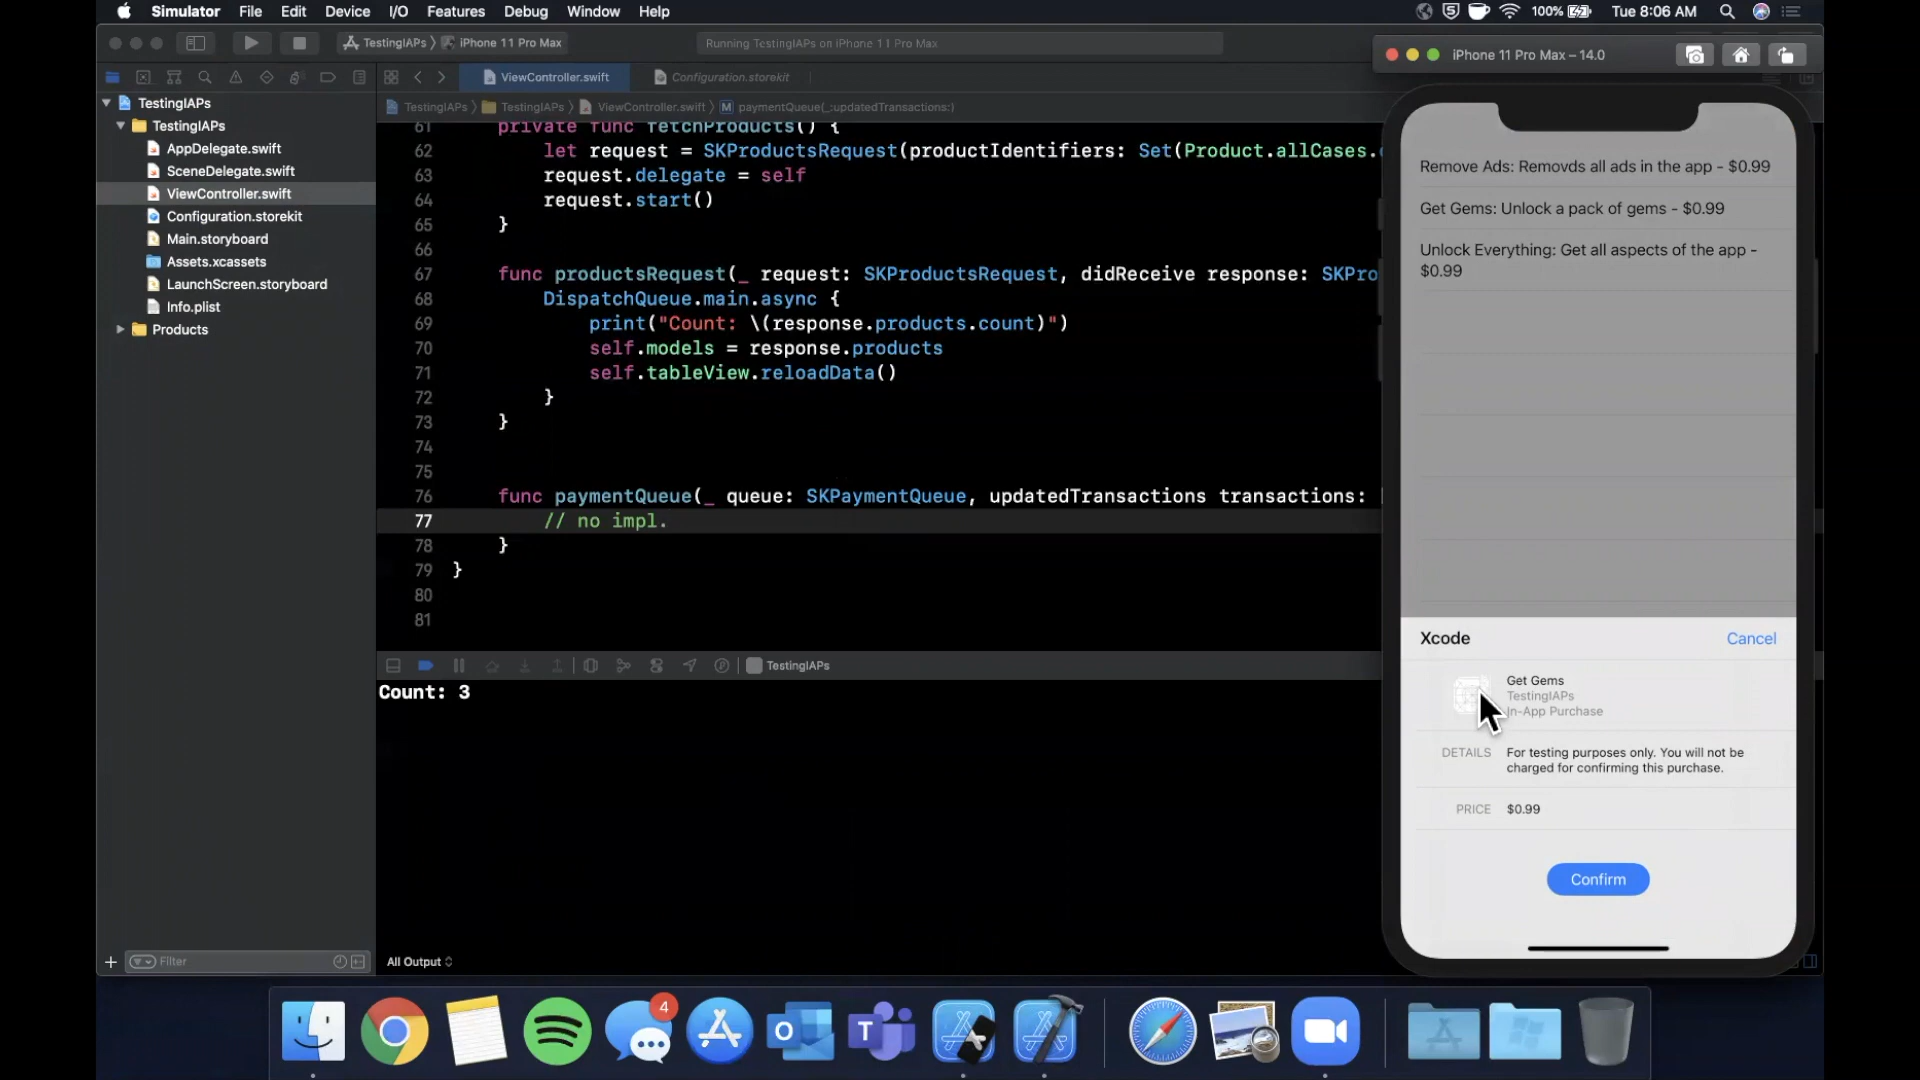 Simulator File Edit Device I/O Features Debug Window Help
100% Tue 8:06 AM
TestingIAPs iPhone 11 Pro Max
Running TestingIAPs on iPhone 11 Pro Max
ViewController.swift
Configuration.storekit
TestingIAPs TestingIAPs ViewController.swift M paymentQueue(_:updatedTransactions:)
TestingIAPs
TestingIAPs
AppDelegate.swift
SceneDelegate.swift
ViewController.swift
Configuration.storekit
Main.storyboard
Assets.xcassets
LaunchScreen.storyboard
Info.plist
Products
Filter
61 private func fetchProducts() {
62 let request = SKProductsRequest(productIdentifiers: Set(Product.allCases.
63 request.delegate = self
64 request.start()
65 }
66
67 func productsRequest(_ request: SKProductsRequest, didReceive response: SKPro
68 DispatchQueue.main.async {
69 print("Count: \(response.products.count)")
70 self.models = response.products
71 self.tableView.reloadData()
72 }
73 }
74
75
76 func paymentQueue(_ queue: SKPaymentQueue, updatedTransactions transactions:
77 // no impl.
78 }
79 }
80
81
TestingIAPs
Count: 3
All Output
iPhone 11 Pro Max – 14.0
Remove Ads: Removds all ads in the app - $0.99
Get Gems: Unlock a pack of gems - $0.99
Unlock Everything: Get all aspects of the app -
$0.99
Xcode Cancel
Get Gems
TestingIAPs
In-App Purchase
DETAILS For testing purposes only. You will not be
charged for confirming this purchase.
PRICE $0.99
Confirm
4